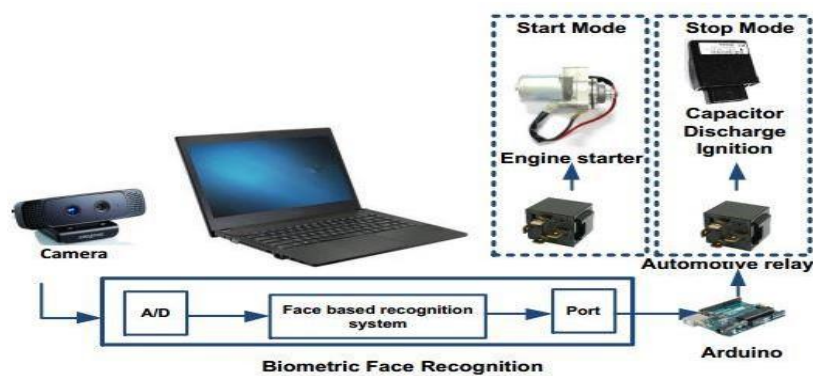 Start Mode
Stop Mode
Engine starter
Capacitor
Discharge
Ignition
Camera
Automotive relay
A/D
Face based recognition
system
Port
Arduino
Biometric Face Recognition